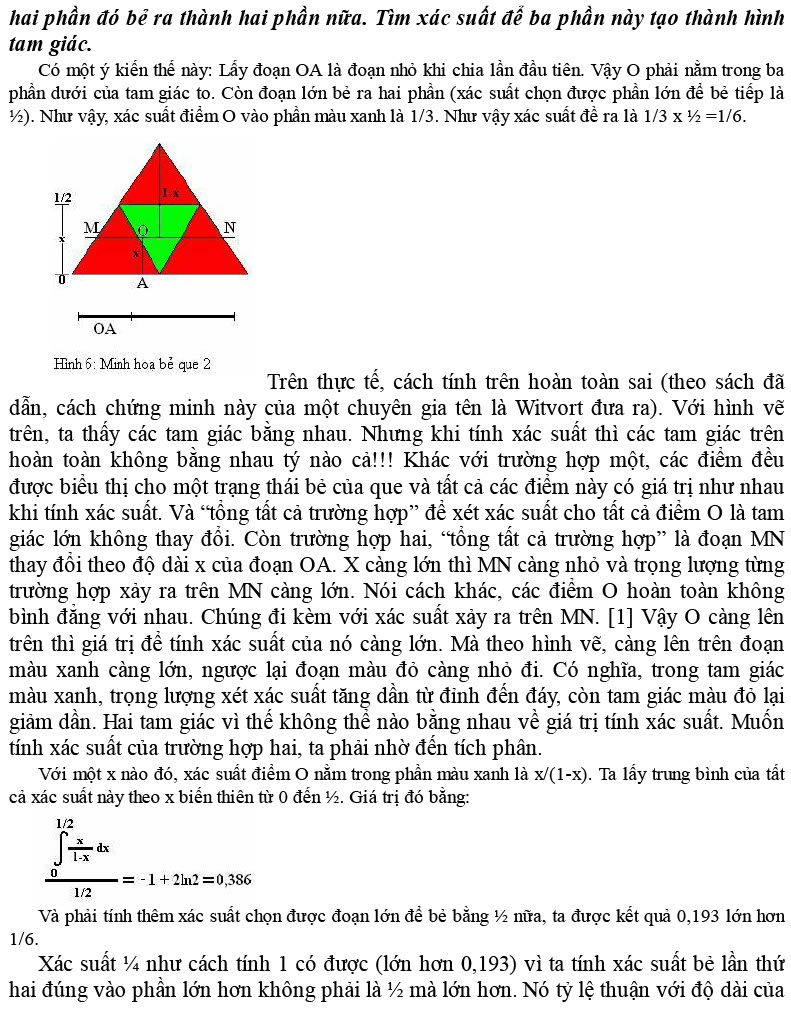 hai phần đó bẻ ra thành hai phần nữa. Tìm xác suất để ba phần này tạo thành hình
tam giác.
Có một ý kiến thế này: Lấy đoạn OA là đoạn nhỏ khi chia lần đầu tiên. Vậy O phải nằm trong ba
phần dưới của tam giác to. Còn đoạn lớn bẻ ra hai phần (xác suất chọn được phần lớn để bẻ tiếp là
½). Như vậy, xác suất điểm O vào phần màu xanh là 1/3. Như vậy xác suất đề ra là 1/3 x ½ =1/6.
1-x
1/2
M O N
x
x
0
A
OA
Hình 6: Minh hoa bẻ que 2
Trên thực tế, cách tính trên hoàn toàn sai (theo sách đã
dẫn, cách chứng minh này của một chuyên gia tên là Witvort đưa ra). Với hình vẽ
trên, ta thấy các tam giác bằng nhau. Nhưng khi tính xác suất thì các tam giác trên
hoàn toàn không bằng nhau tý nào cả!!! Khác với trường hợp một, các điểm đều
được biểu thị cho một trạng thái bẻ của que và tất cả các điểm này có giá trị như nhau
khi tính xác suất. Và “tổng tất cả trường hợp” để xét xác suất cho tất cả điểm O là tam
giác lớn không thay đổi. Còn trường hợp hai, “tổng tất cả trường hợp” là đoạn MN
thay đổi theo độ dài x của đoạn OA. X càng lớn thì MN càng nhỏ và trọng lượng từng
trường hợp xảy ra trên MN càng lớn. Nói cách khác, các điểm O hoàn toàn không
bình đẳng với nhau. Chúng đi kèm với xác suất xảy ra trên MN. [1] Vậy O càng lên
trên thì giá trị để tính xác suất của nó càng lớn. Mà theo hình vẽ, càng lên trên đoạn
màu xanh càng lớn, ngược lại đoạn màu đỏ càng nhỏ đi. Có nghĩa, trong tam giác
màu xanh, trọng lượng xét xác suất tăng dần từ đỉnh đến đáy, còn tam giác màu đỏ lại
giảm dần. Hai tam giác vì thế không thể nào bằng nhau về giá trị tính xác suất. Muốn
tính xác suất của trường hợp hai, ta phải nhờ đến tích phân.
Với một x nào đó, xác suất điểm O nằm trong phần màu xanh là x/(1-x). Ta lấy trung bình của tất
cả xác suất này theo x biến thiên từ 0 đến ½. Giá trị đó bằng:
1/2
∫ x/1-x dx
0
1/2
= -1 + 2ln2 = 0,386
Và phải tính thêm xác suất chọn được đoạn lớn để bẻ bằng ½ nữa, ta được kết quả 0,193 lớn hơn
1/6.
Xác suất ¼ như cách tính 1 có được (lớn hơn 0,193) vì ta tính xác suất bẻ lần thứ
hai đúng vào phần lớn hơn không phải là ½ mà lớn hơn. Nó tỷ lệ thuận với độ dài của